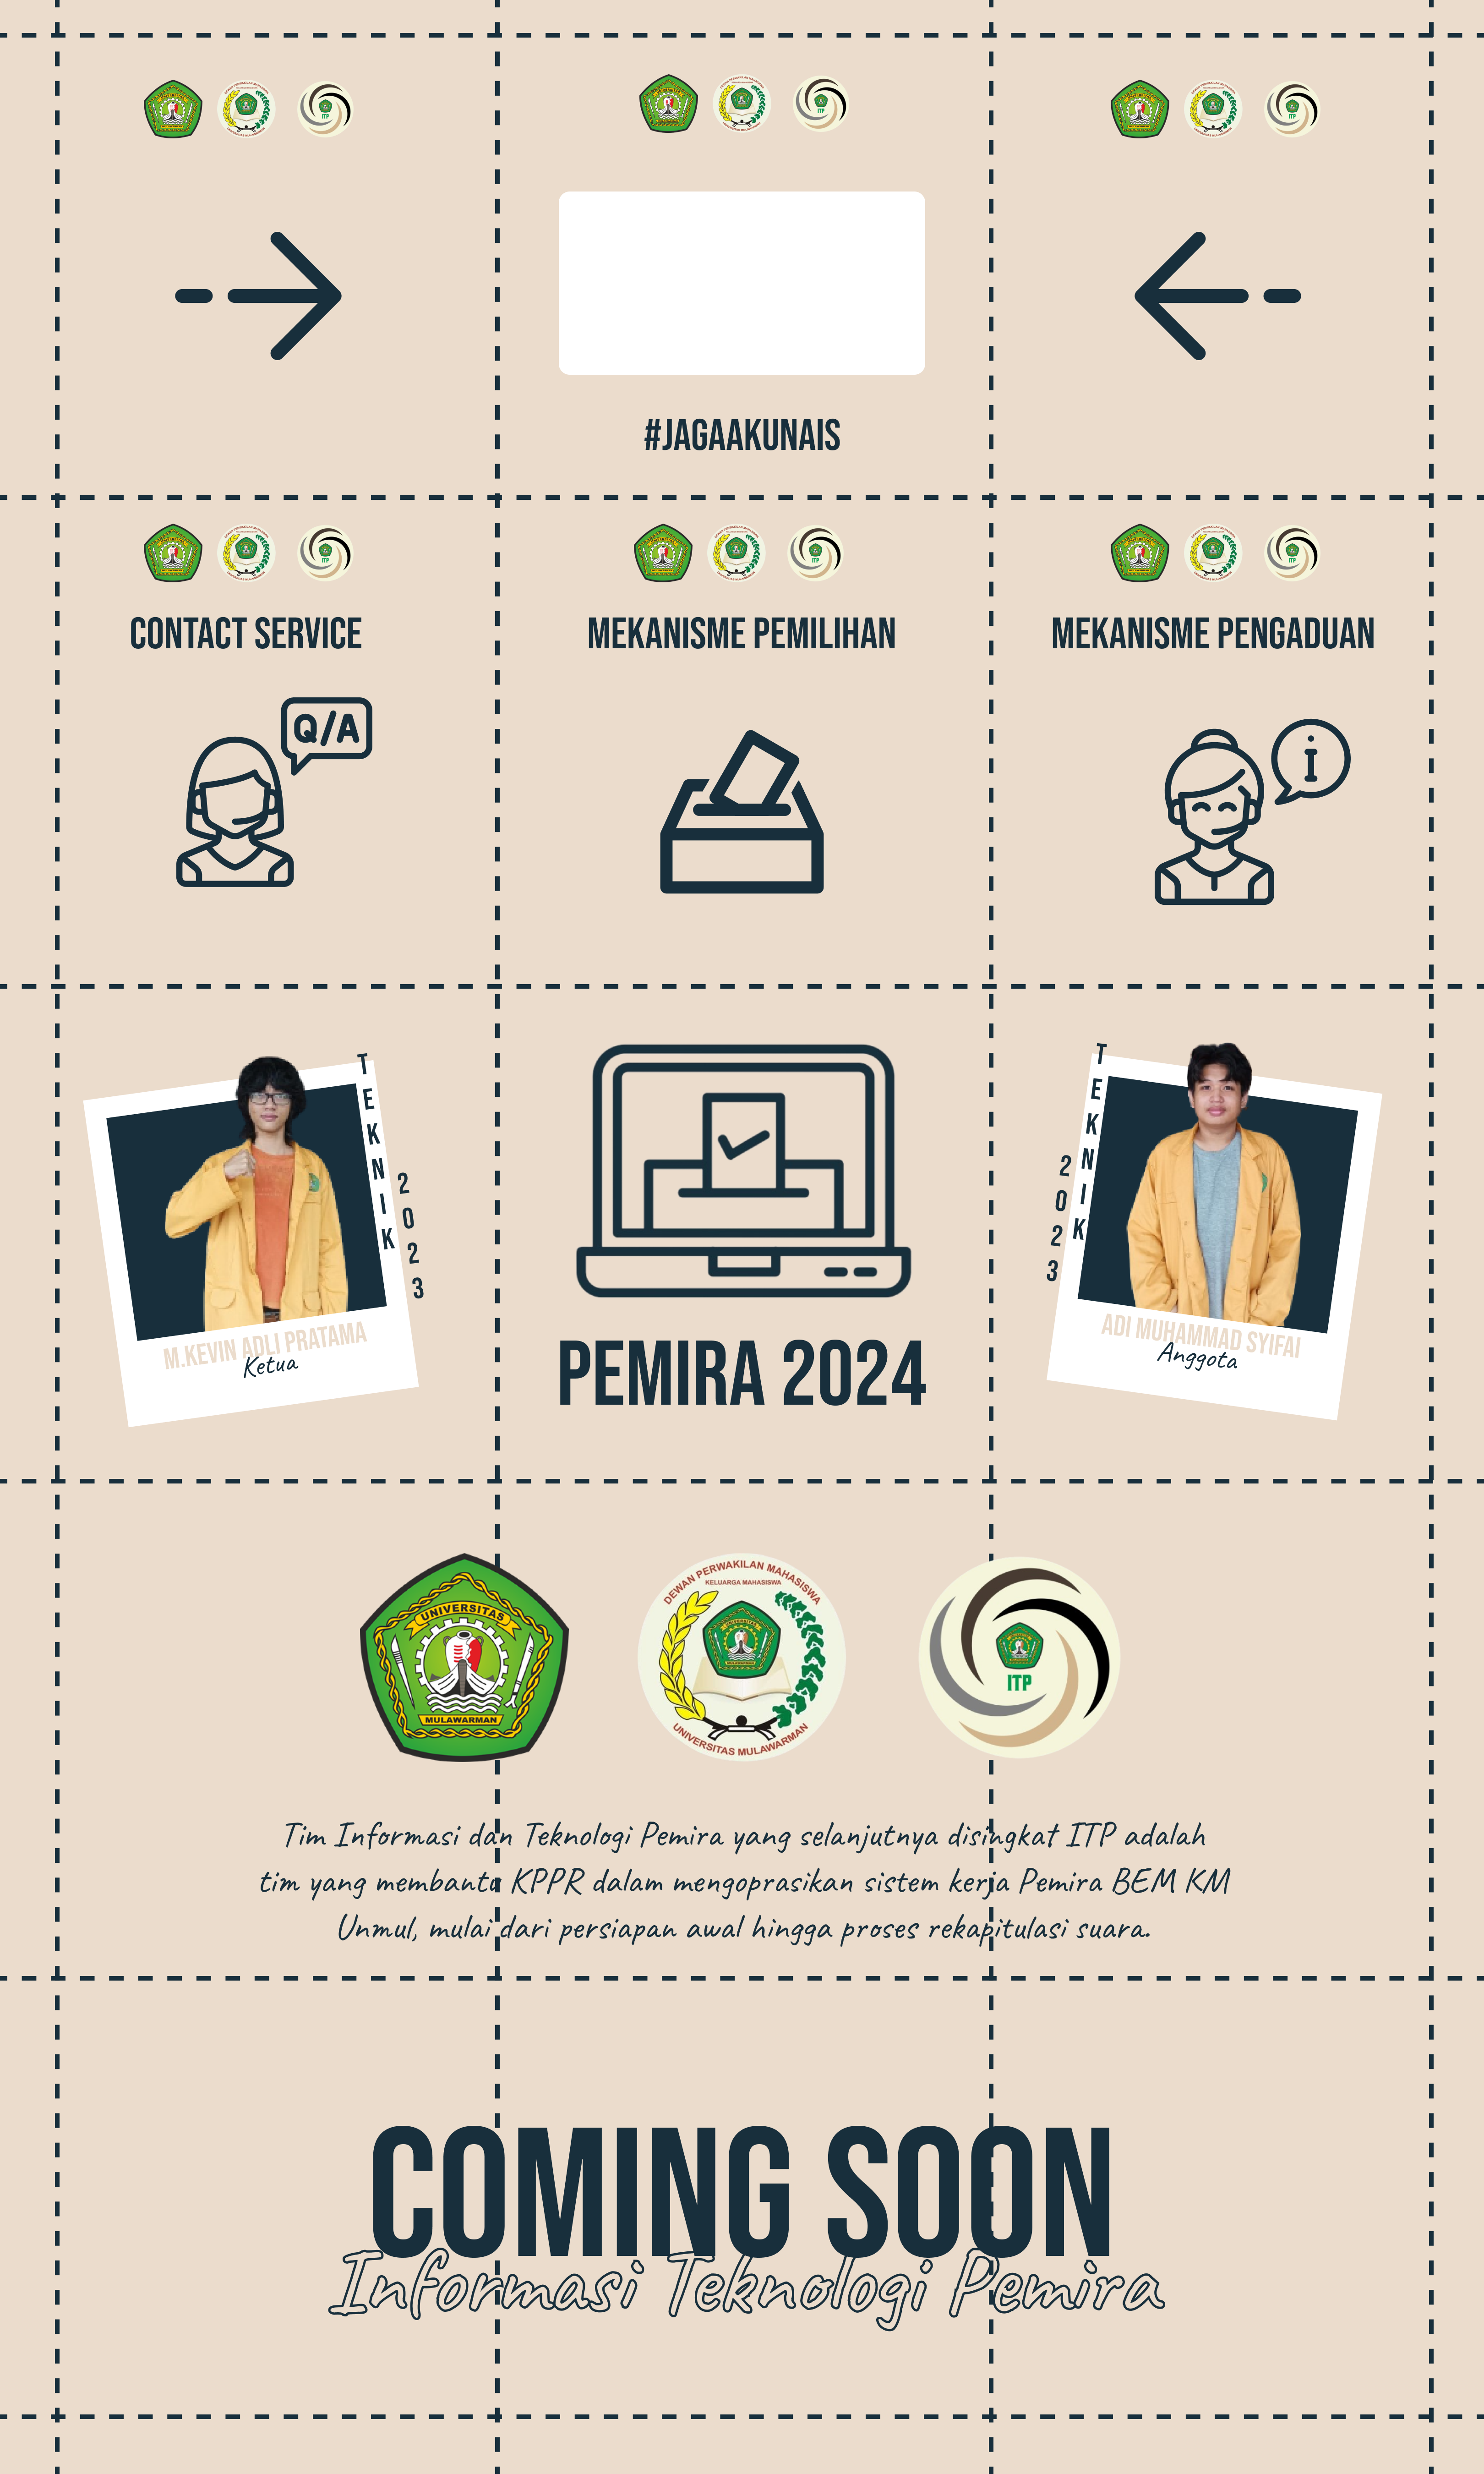 #JAGAAKUNAIS
CONTACT SERVICE
MEKANISME PEMILIHAN
MEKANISME PENGADUAN
Q/A
i
TEKNIK
2023
M.KEVIN ADLI PRATAMA
Ketua
PEMIRA 2024
TEKNIK
2023
ADI MUHAMMAD SYIFAI
Anggota
UNIVERSITAS
MULAWARMAN
DEWAN PERWAKILAN MAHASISWA
KELUARGA MAHASISWA
UNIVERSITAS MULAWARMAN
ITP
Tim Informasi dan Teknologi Pemira yang selanjutnya disingkat ITP adalah
tim yang membantu KPPR dalam mengoprasikan sistem kerja Pemira BEM KM
Unmul, mulai dari persiapan awal hingga proses rekapitulasi suara.
COMING SOON
Informasi Teknologi Pemira